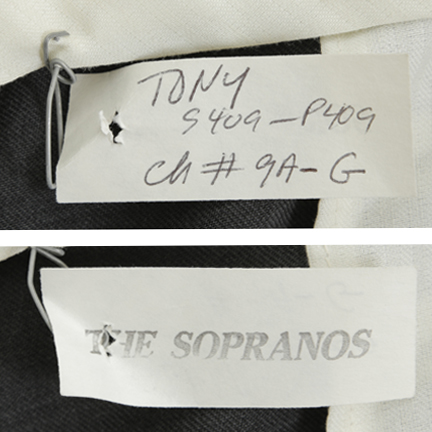 TONY
S409-P409
Ch # 9A-G
THE SOPRANOS